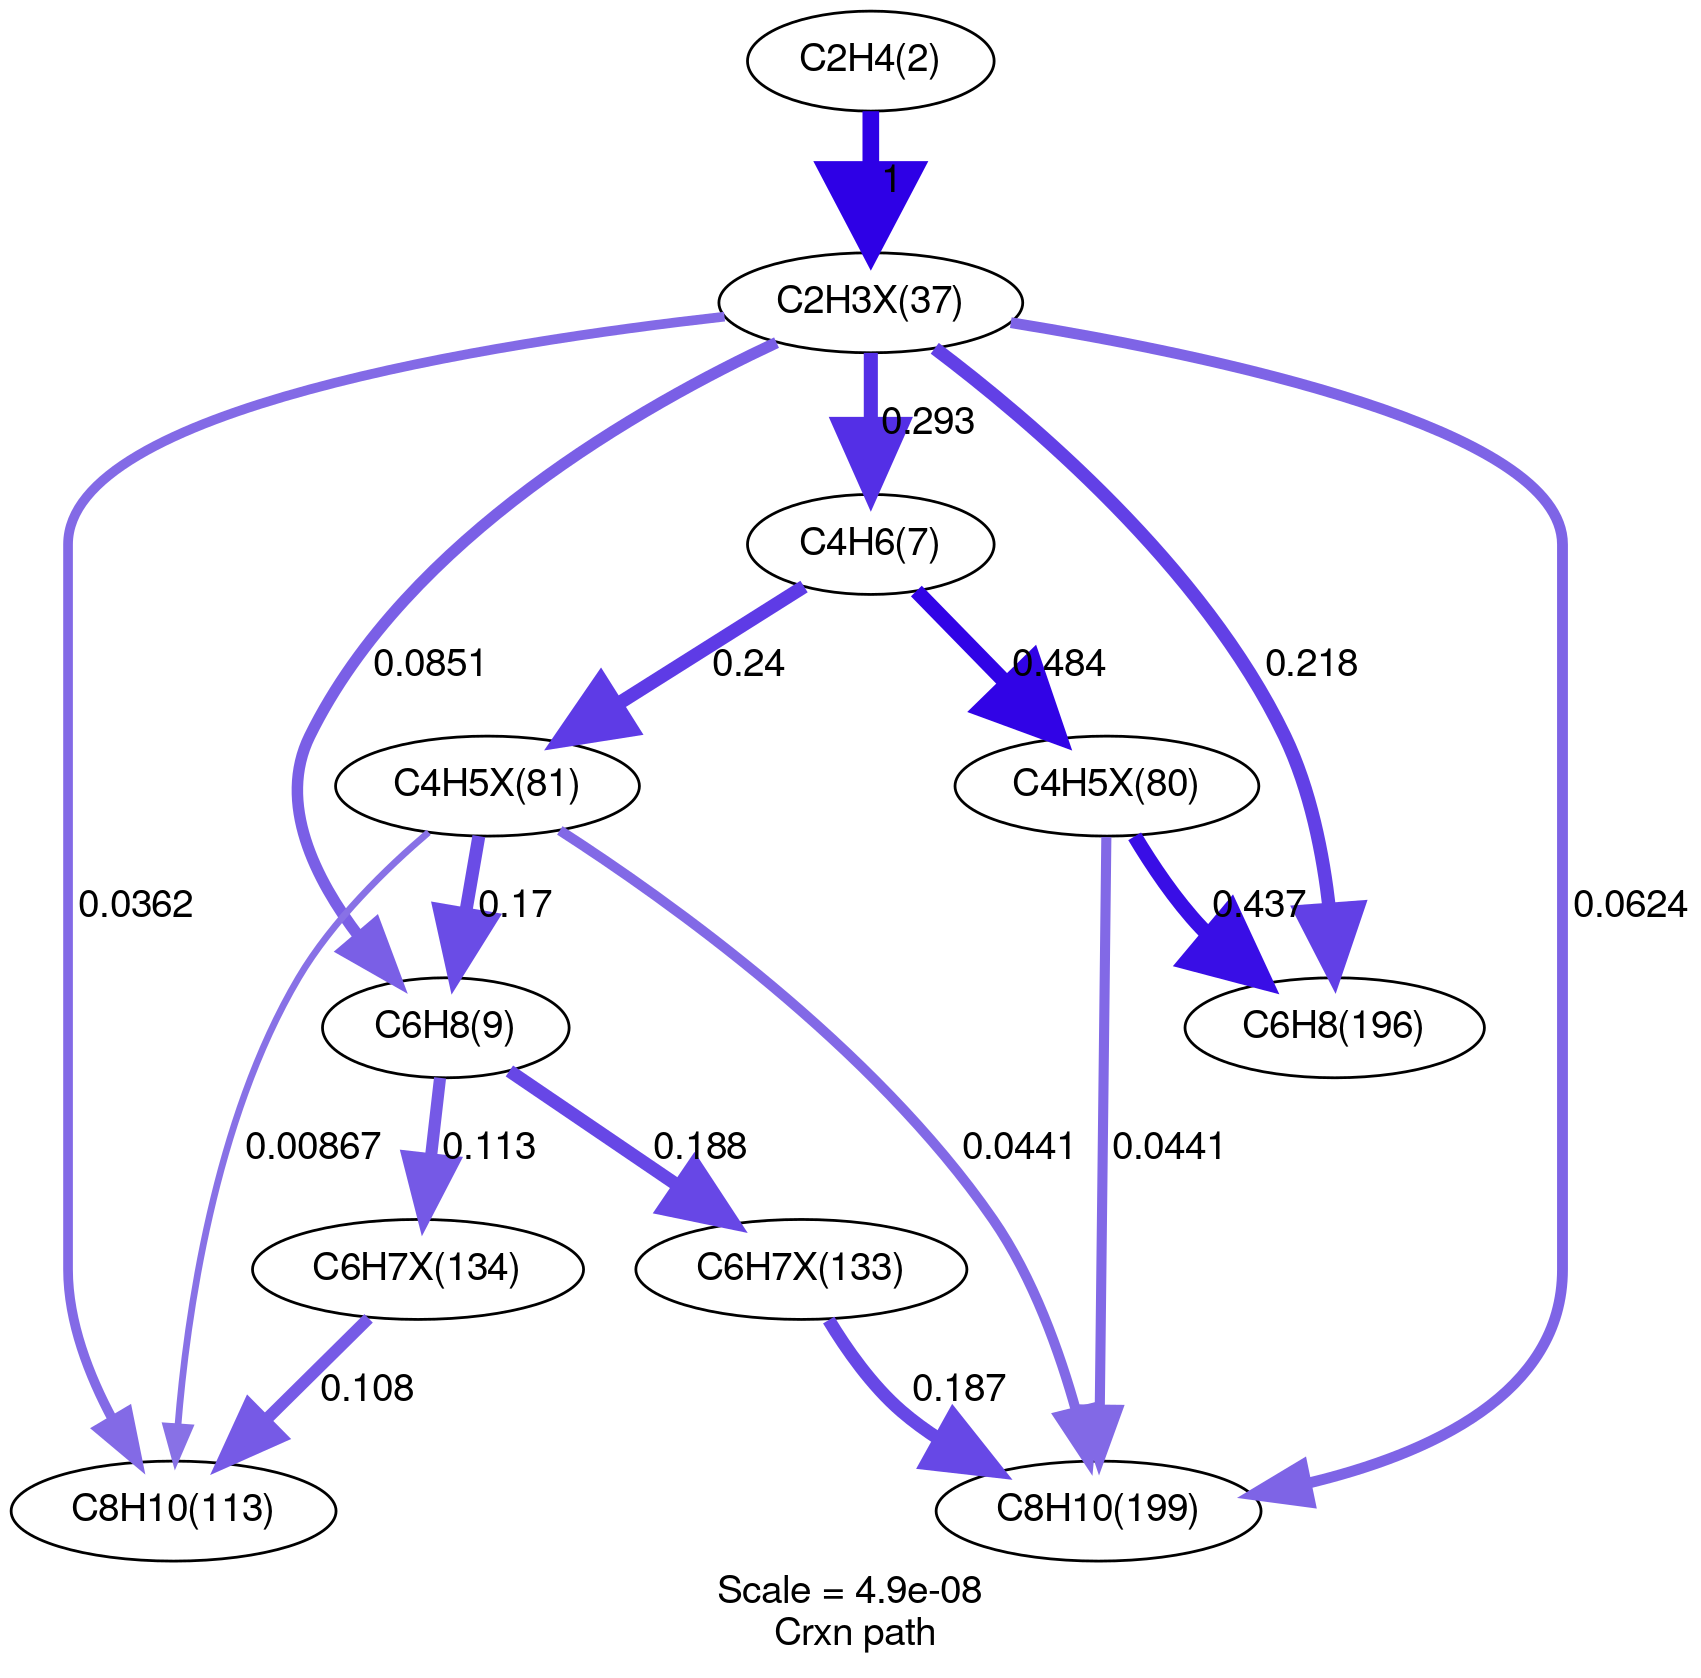 C2H4(2)
1
C2H3X(37)
0.293
C4H6(7)
0.0851
0.24
0.484
0.218
C4H5X(81)
C4H5X(80)
0.0362
0.17
0.437
0.0624
C6H8(9)
C6H8(196)
0.00867
0.113
0.188
0.0441
0.0441
C6H7X(134)
C6H7X(133)
0.108
0.187
C8H10(113)
C8H10(199)
Scale = 4.9e-08
Crxn path